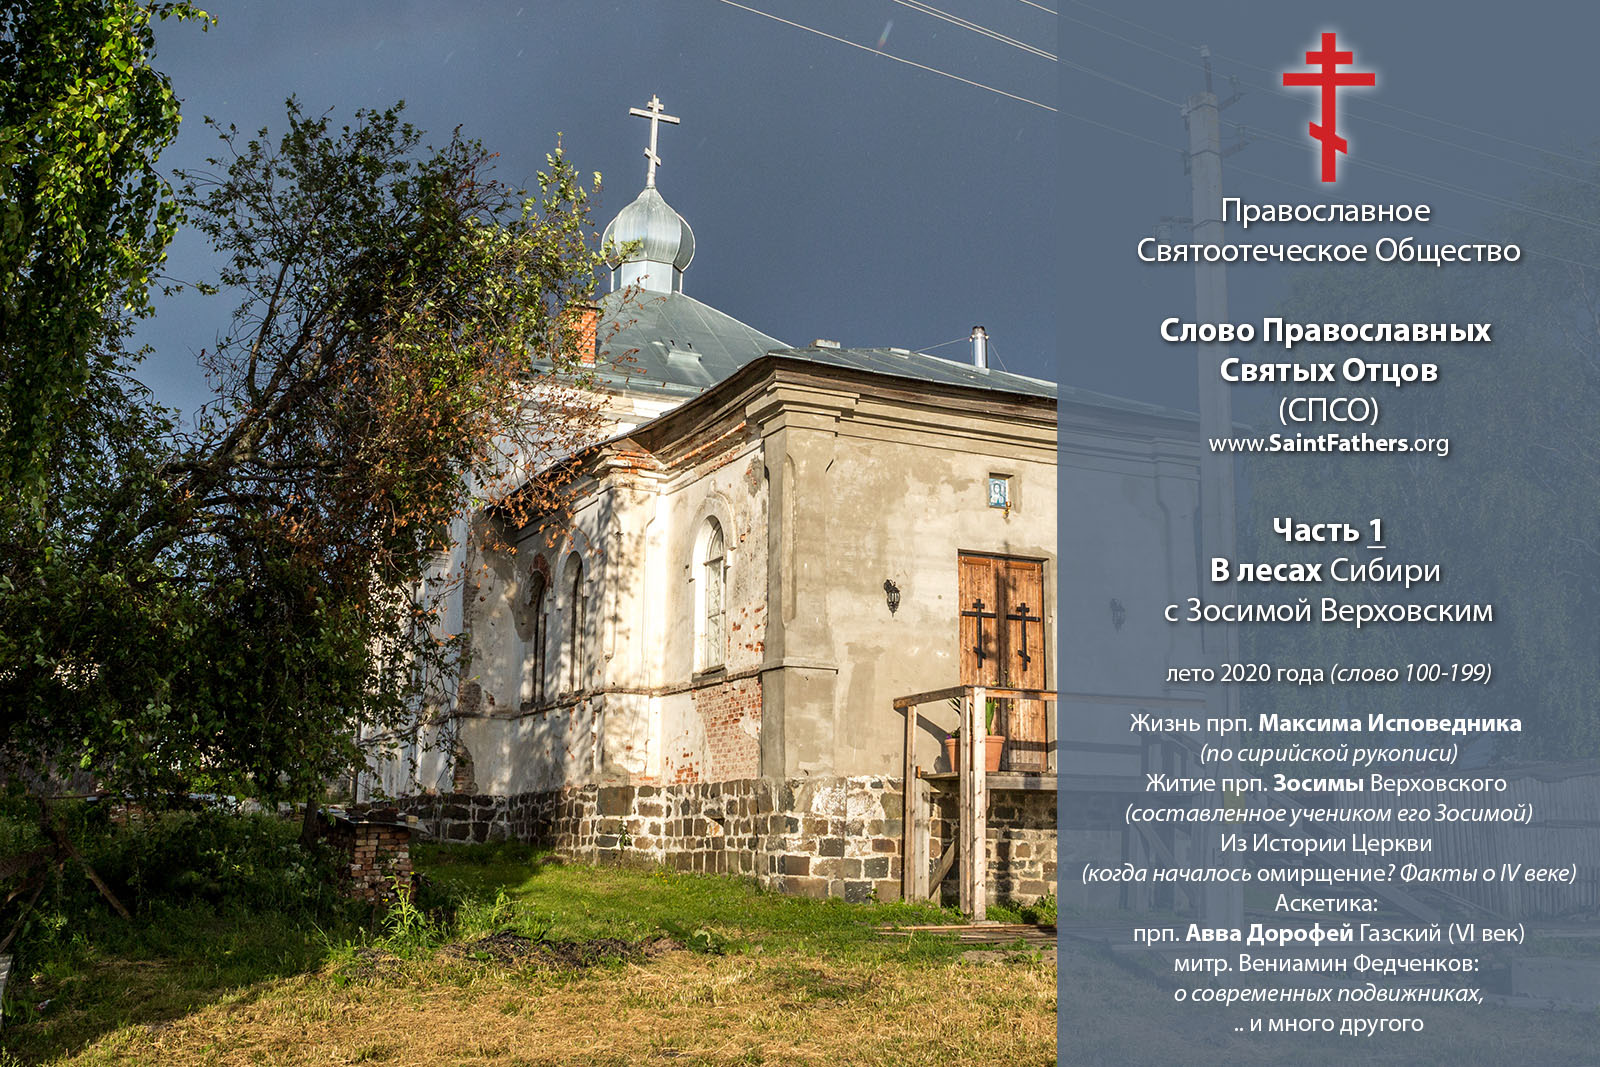 Православное
Святоотеческое Общество
Слово Православных
Святых Отцов
(СПСО)
www.SaintFathers.org
Часть 1
В лесах Сибири
с Зосимой Верховским
лето 2020 года (слово 100-199)
Жизнь прп. Максима Исповедника
(по сирийской рукописи)
Житие прп. Зосимы Верховского
(составленное учеником его Зосимой)
Из Истории Церкви
(когда началось омирщение? Факты о IV веке)
Аскетика:
прп. Авва Дорофей Газский (VI век)
митр. Вениамин Федченков:
о современных подвижниках,
.. и много другого